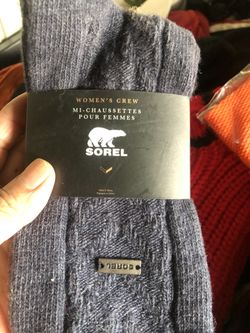 WOMEN'S CREW
MI-CHAUSSETTES
POUR FEMMES
SOREL
SOREL